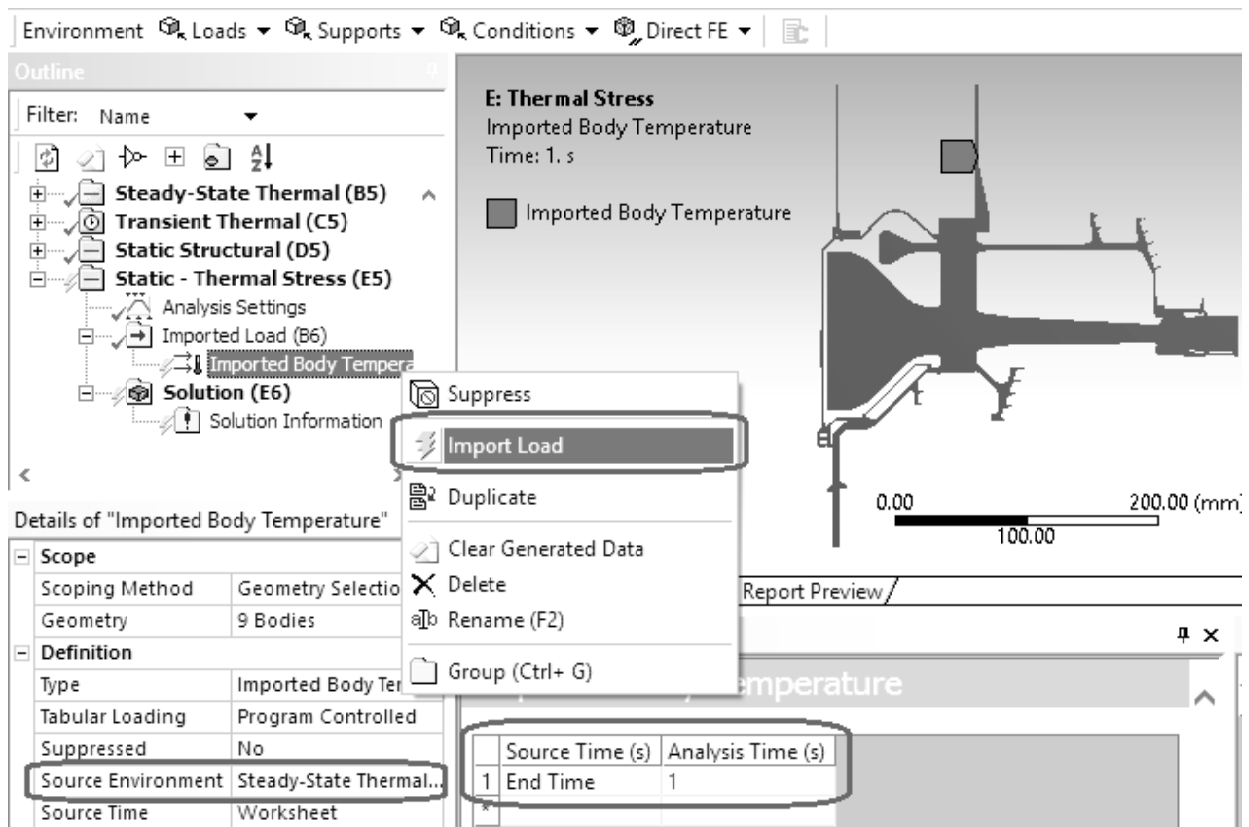 Environment Loads Supports Conditions Direct FE
Outline
Filter: Name
Steady-State Thermal (B5)
Transient Thermal (C5)
Static Structural (D5)
Static - Thermal Stress (E5)
Analysis Settings
Imported Load (B6)
Imported Body Tempera
Solution (E6)
Solution Information
E: Thermal Stress
Imported Body Temperature
Time: 1. s
Imported Body Temperature
0.00 200.00 (mm)
100.00
Suppress
Import Load
Duplicate
Clear Generated Data
Delete
Rename (F2)
Group (Ctrl+ G)
Details of "Imported Body Temperature"
Scope
Scoping Method Geometry Selectio
Geometry 9 Bodies
Definition
Type Imported Body Ter
Tabular Loading Program Controlled
Suppressed No
Source Environment Steady-State Thermal...
Source Time Worksheet
Report Preview
emperature
Source Time (s) Analysis Time (s)
1 End Time 1
*